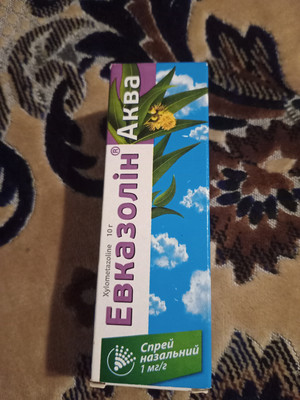 Евказолін®
Аква
Xylometazoline 10 г
Спрей
назальний
1 мг/г